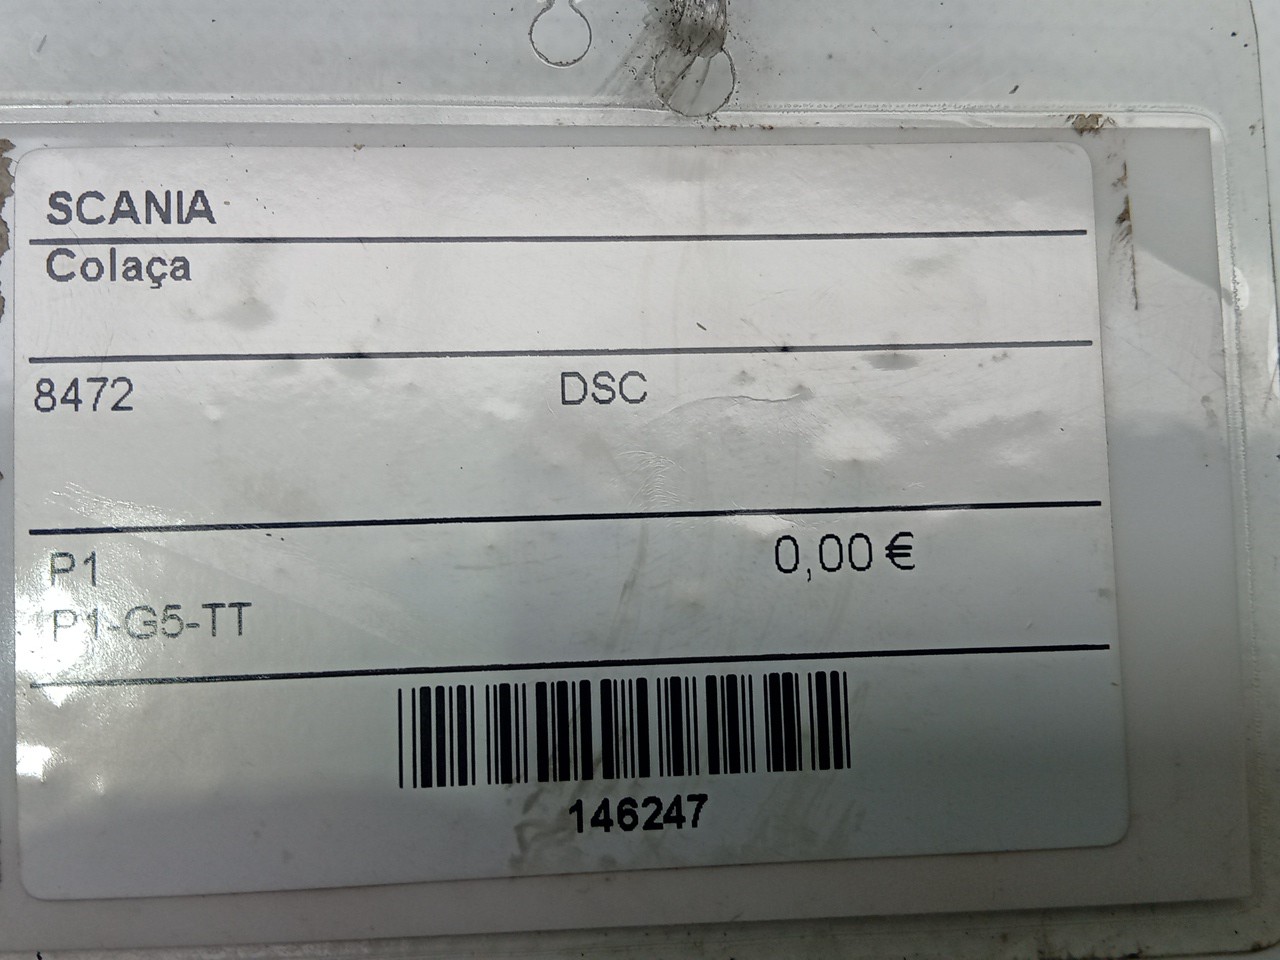 SCANIA
Colaça
8472 DSC
P1 0,00 €
P1-G5-TT
146247